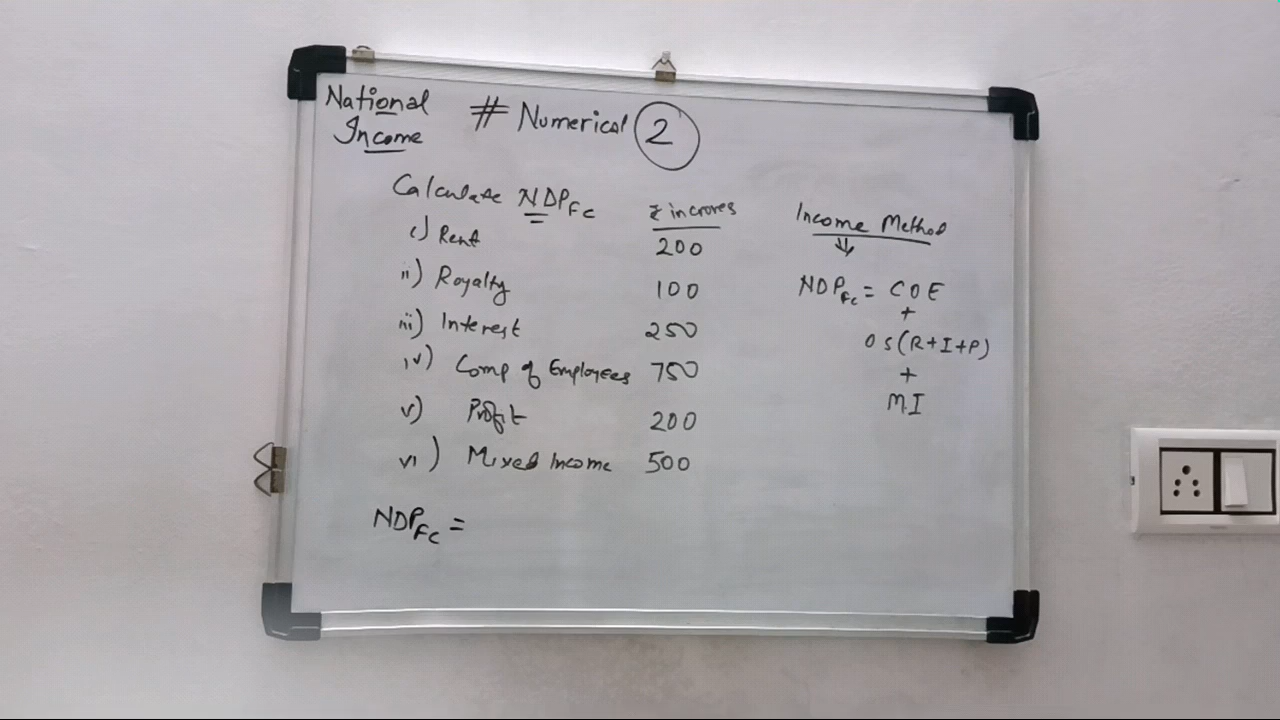 National
Income
# Numerical 2
Calculate NDPFC
₹ in crores
i) Rent 200
ii) Royalty 100
iii) Interest 250
iv) Comp of Employees 750
v) Profit 200
vi) Mixed Income 500
NDPFC =
Income Method
⇓
NDPFC = COE
+
OS(R+I+P)
+
M.I